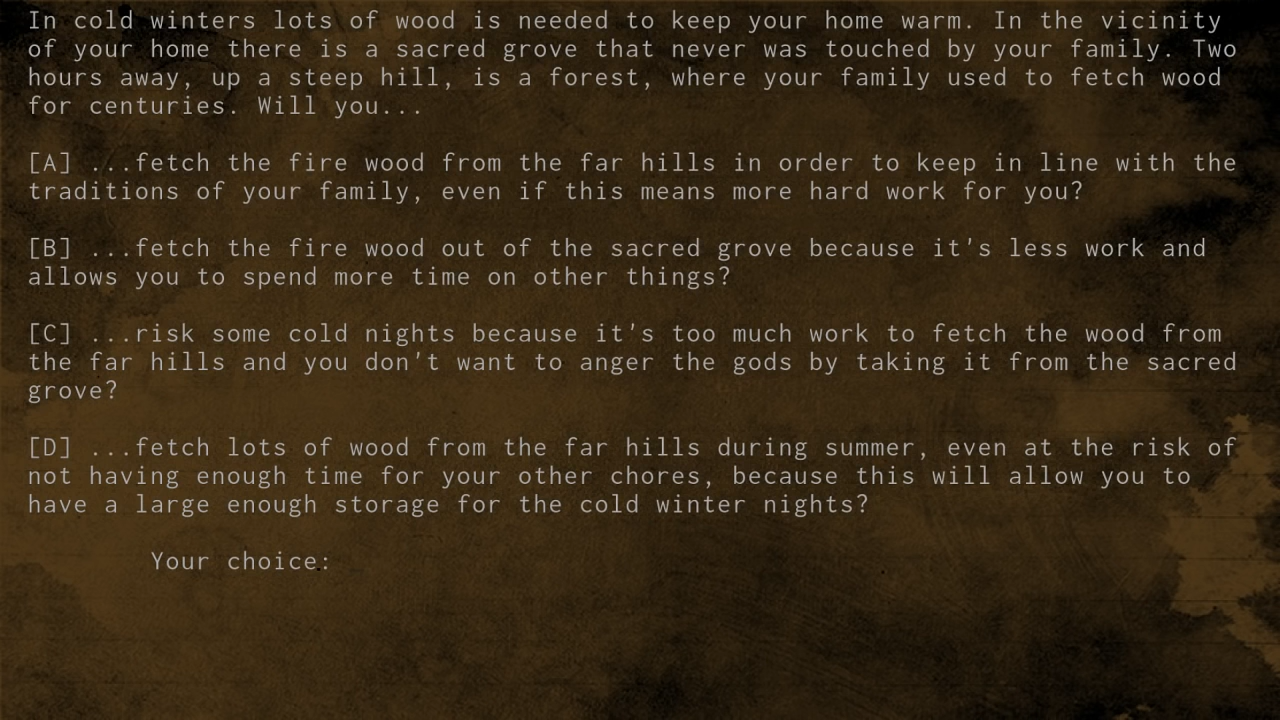 In cold winters lots of wood is needed to keep your home warm. In the vicinity
of your home there is a sacred grove that never was touched by your family. Two
hours away, up a steep hill, is a forest, where your family used to fetch wood
for centuries. Will you...
[A] ...fetch the fire wood from the far hills in order to keep in line with the
traditions of your family, even if this means more hard work for you?
[B] ...fetch the fire wood out of the sacred grove because it's less work and
allows you to spend more time on other things?
[C] ...risk some cold nights because it's too much work to fetch the wood from
the far hills and you don't want to anger the gods by taking it from the sacred
grove?
[D] ...fetch lots of wood from the far hills during summer, even at the risk of
not having enough time for your other chores, because this will allow you to
have a large enough storage for the cold winter nights?
Your choice: